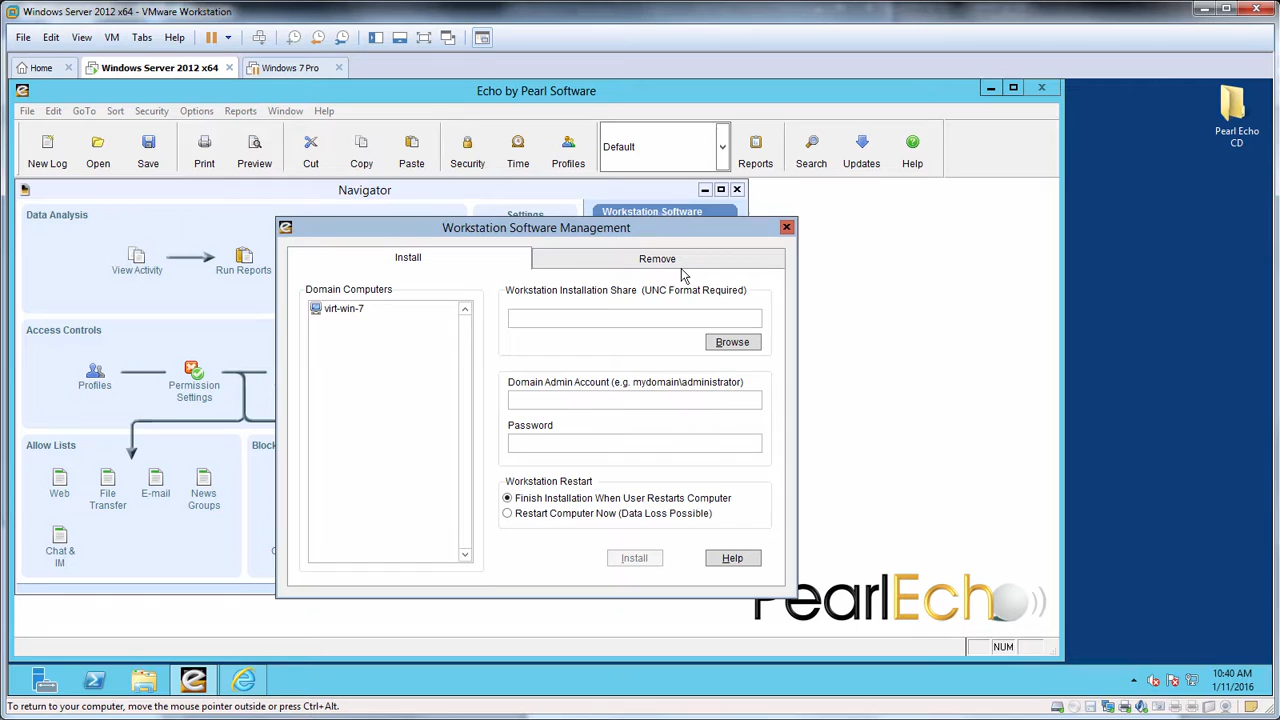 Windows Server 2012 x64 - VMware Workstation
File Edit View VM Tabs Help
Home Windows Server 2012 x64 Windows 7 Pro
Echo by Pearl Software
File Edit GoTo Sort Security Options Reports Window Help
New Log Open Save Print Preview Cut Copy Paste Security Time Profiles Default Reports Search Updates Help
Pearl Echo
CD
Navigator
Data Analysis
Settings
Workstation Software
View Activity
Run Reports
Access Controls
Profiles
Permission
Settings
Allow Lists
Block
Web
File
Transfer
E-mail
News
Groups
Chat &
IM
Workstation Software Management
Install
Remove
Domain Computers
virt-win-7
Workstation Installation Share (UNC Format Required)
Browse
Domain Admin Account (e.g. mydomain\administrator)
Password
Workstation Restart
Finish Installation When User Restarts Computer
Restart Computer Now (Data Loss Possible)
Install
Help
PearlEcho
NUM
10:40 AM
1/11/2016
To return to your computer, move the mouse pointer outside or press Ctrl+Alt.